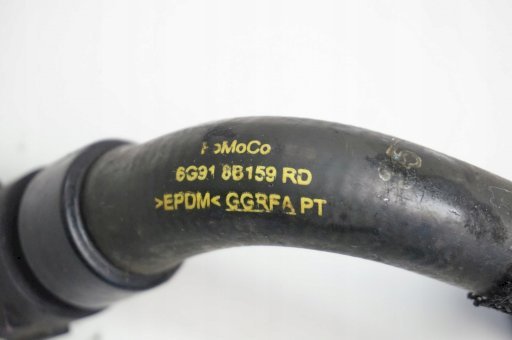 FoMoCo
6G91 8B159 RD
>EPDM< GGRFA PT